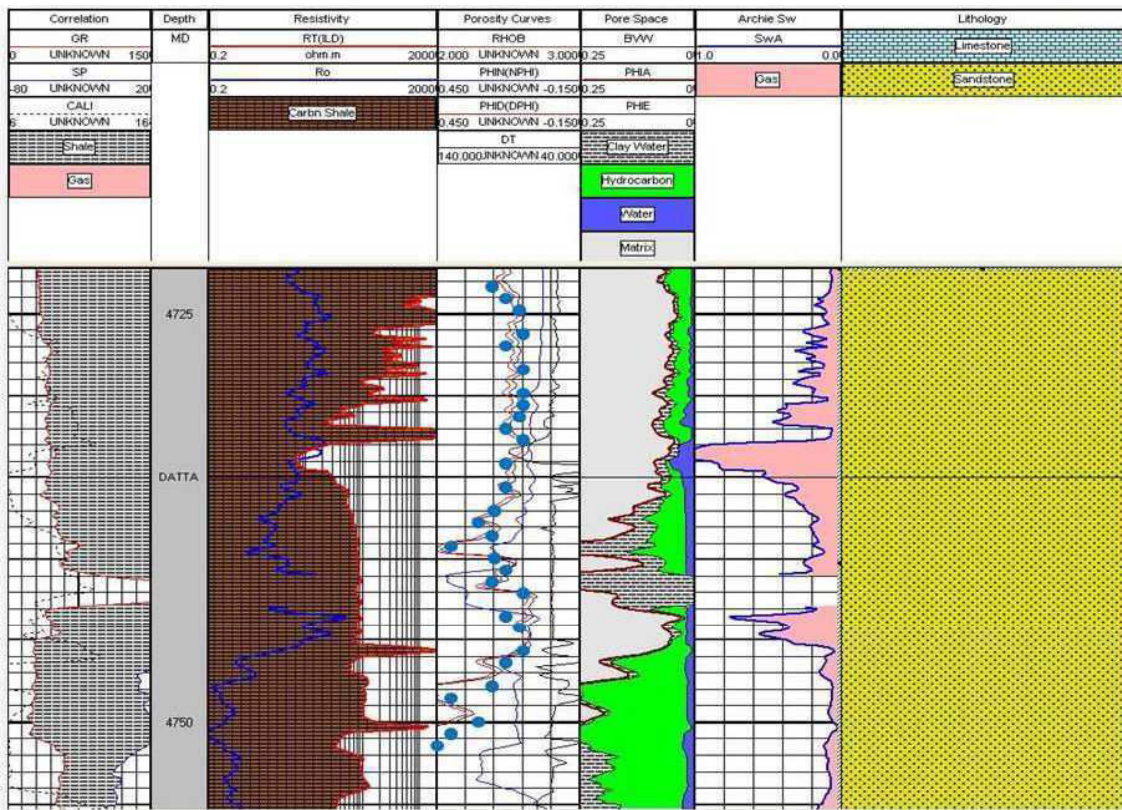 Correlation Depth Resistivity Porosity Curves Pore Space Archie Sw Lithology
GR MD RT(ILD) RHOB BVW SwA Limestone
0 UNKNOWN 150 0.2 ohm.m 2000 2.000 UNKNOWN 3.000 0.25 0 1.0 0.0
SP Ro PHIN(NPHI) PHIA Gas Sandstone
-80 UNKNOWN 20 0.2 2000 0.450 UNKNOWN -0.150 0.25 0
CALI Carbn Shale PHID(DPHI) PHIE
6 UNKNOWN 16 0.450 UNKNOWN -0.150 0.25 0
Shale DT Clay Water
140.000 UNKNOWN 40.000
Gas Hydrocarbon
Water
Matrix
4725
DATTA
4750